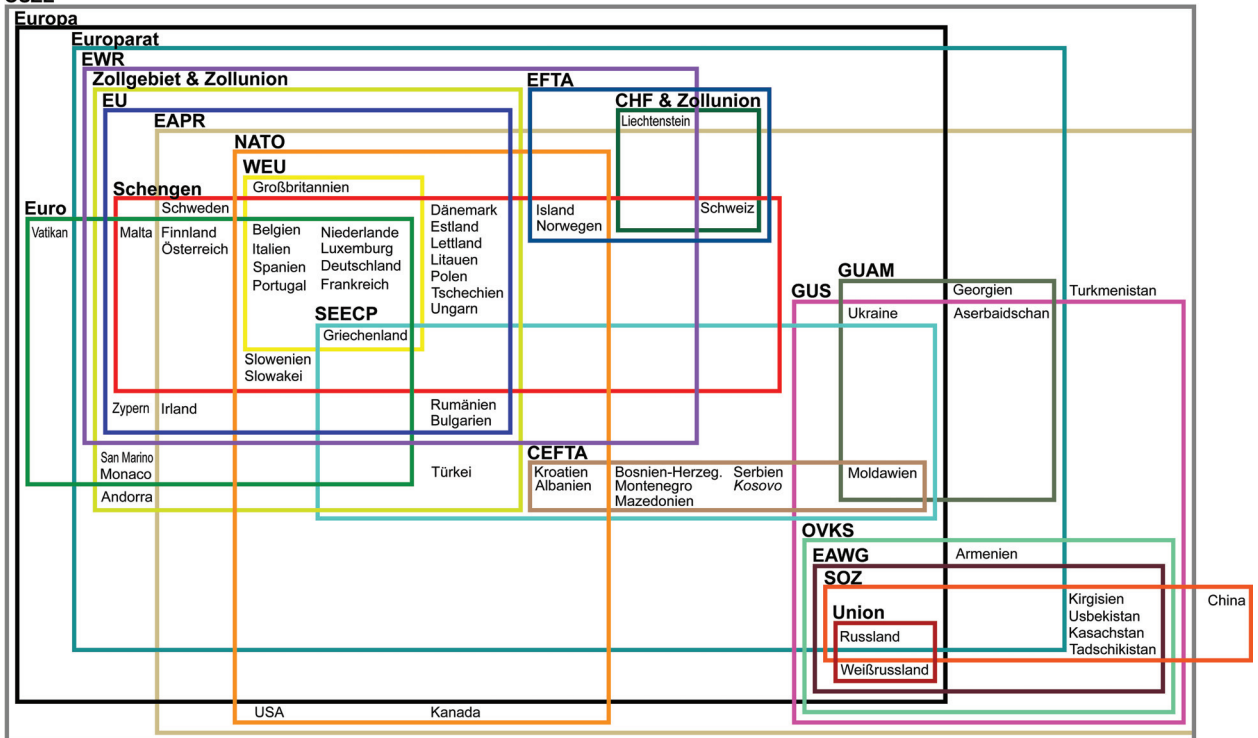 Europa
Europarat
EWR
Zollgebiet & Zollunion
EFTA
EU
CHF & Zollunion
EAPR
Liechtenstein
NATO
WEU
Großbritannien
Schengen
Schweden
Euro
Dänemark
Island
Schweiz
Vatikan
Malta
Finnland
Belgien
Niederlande
Estland
Norwegen
Österreich
Italien
Luxemburg
Lettland
Spanien
Deutschland
Litauen
Portugal
Frankreich
Polen
GUAM
Tschechien
GUS
Georgien
Turkmenistan
Ungarn
SEECP
Ukraine
Aserbaidschan
Griechenland
Slowenien
Slowakei
Zypern
Irland
Rumänien
Bulgarien
CEFTA
San Marino
Monaco
Türkei
Kroatien
Bosnien-Herzeg.
Serbien
Moldawien
Albanien
Montenegro
Kosovo
Andorra
Mazedonien
OVKS
EAWG
Armenien
SOZ
Kirgisien
China
Union
Usbekistan
Russland
Kasachstan
Tadschikistan
Weißrussland
USA
Kanada